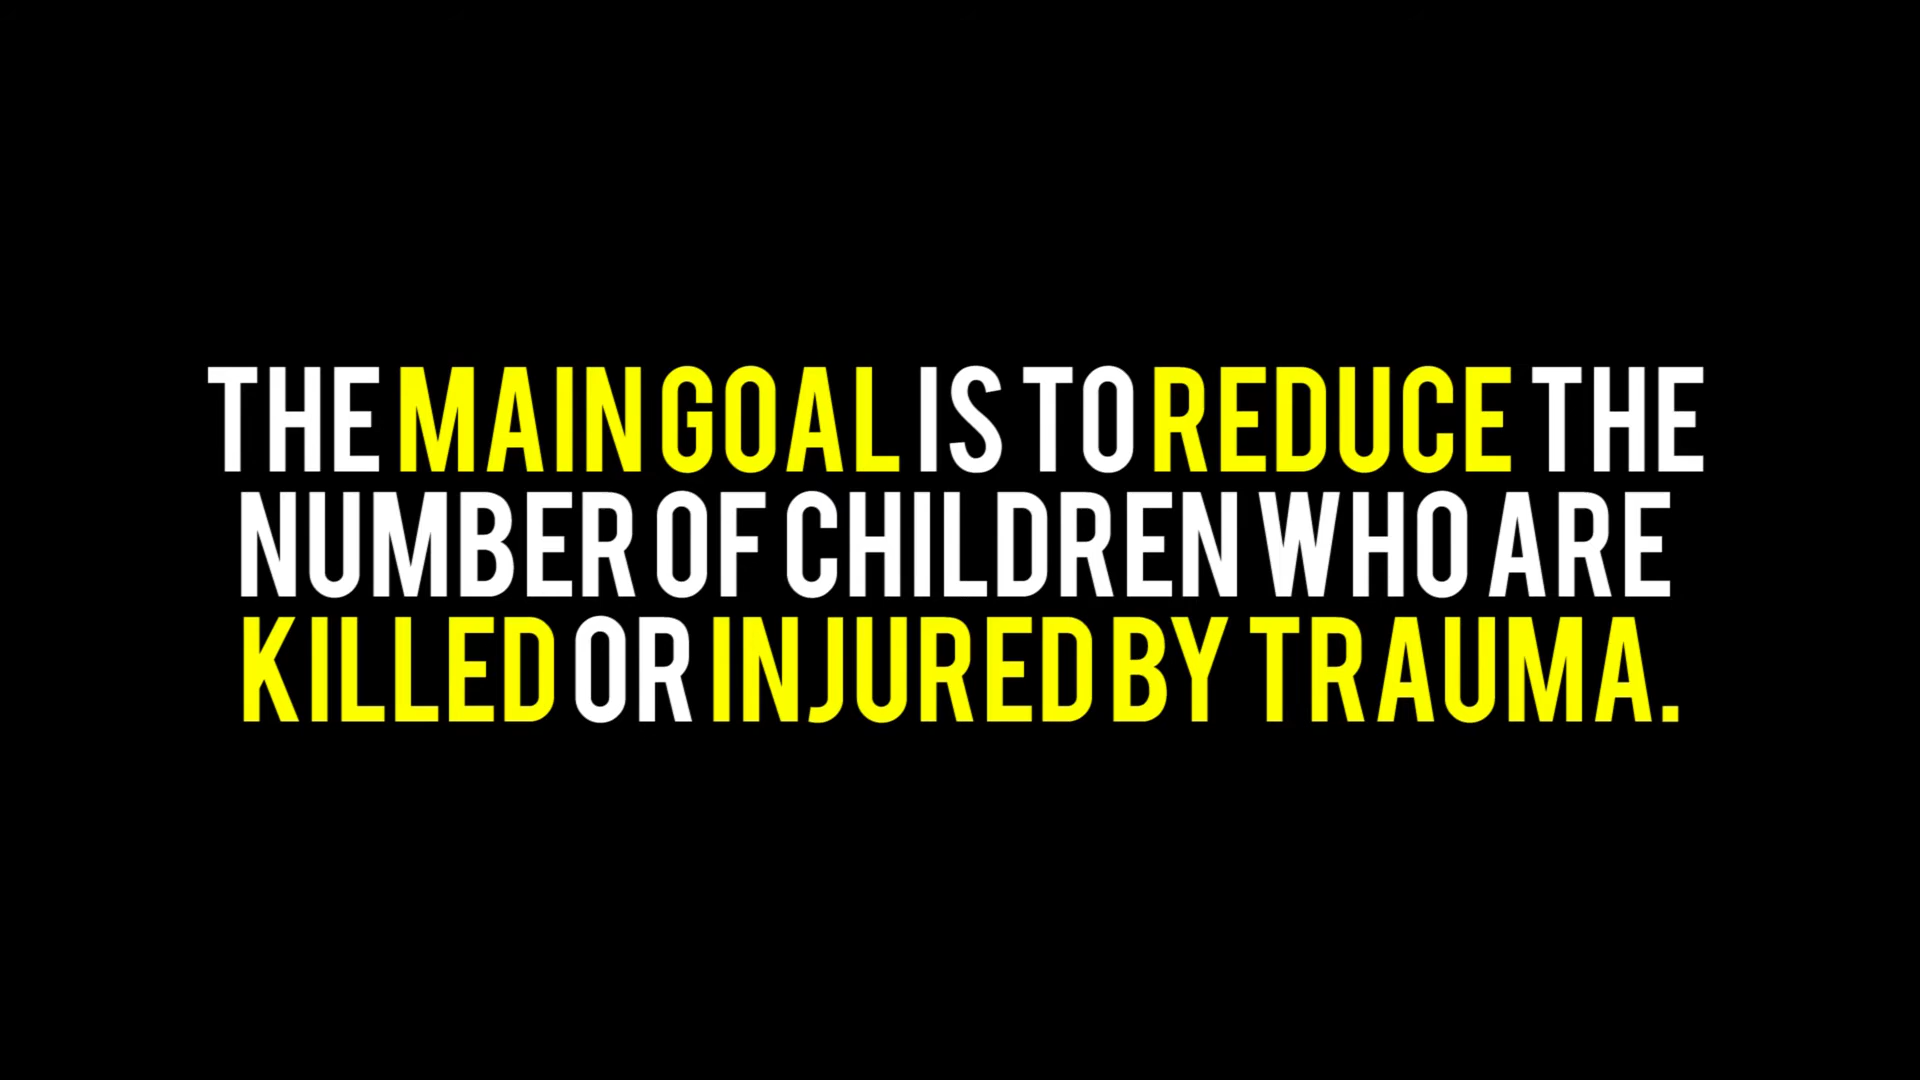 THE MAIN GOAL IS TO REDUCE THE
NUMBER OF CHILDREN WHO ARE
KILLED OR INJURED BY TRAUMA.